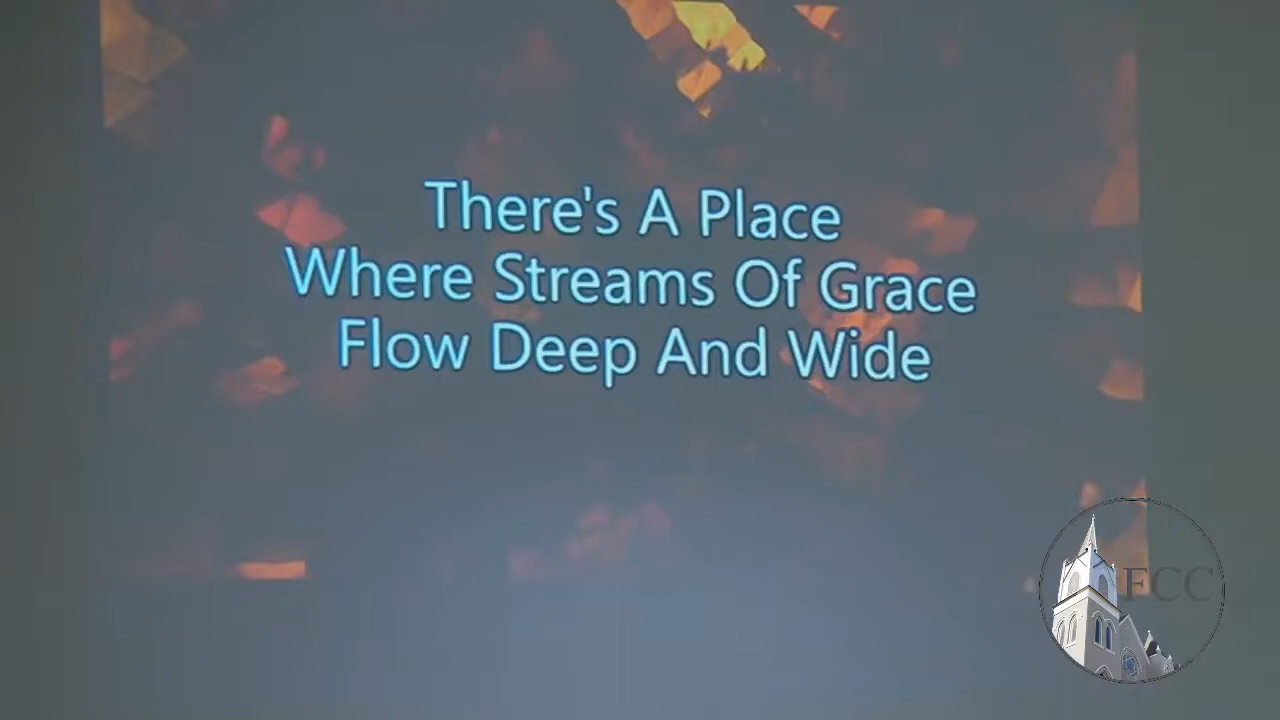 There's A Place
Where Streams Of Grace
Flow Deep And Wide
FCC